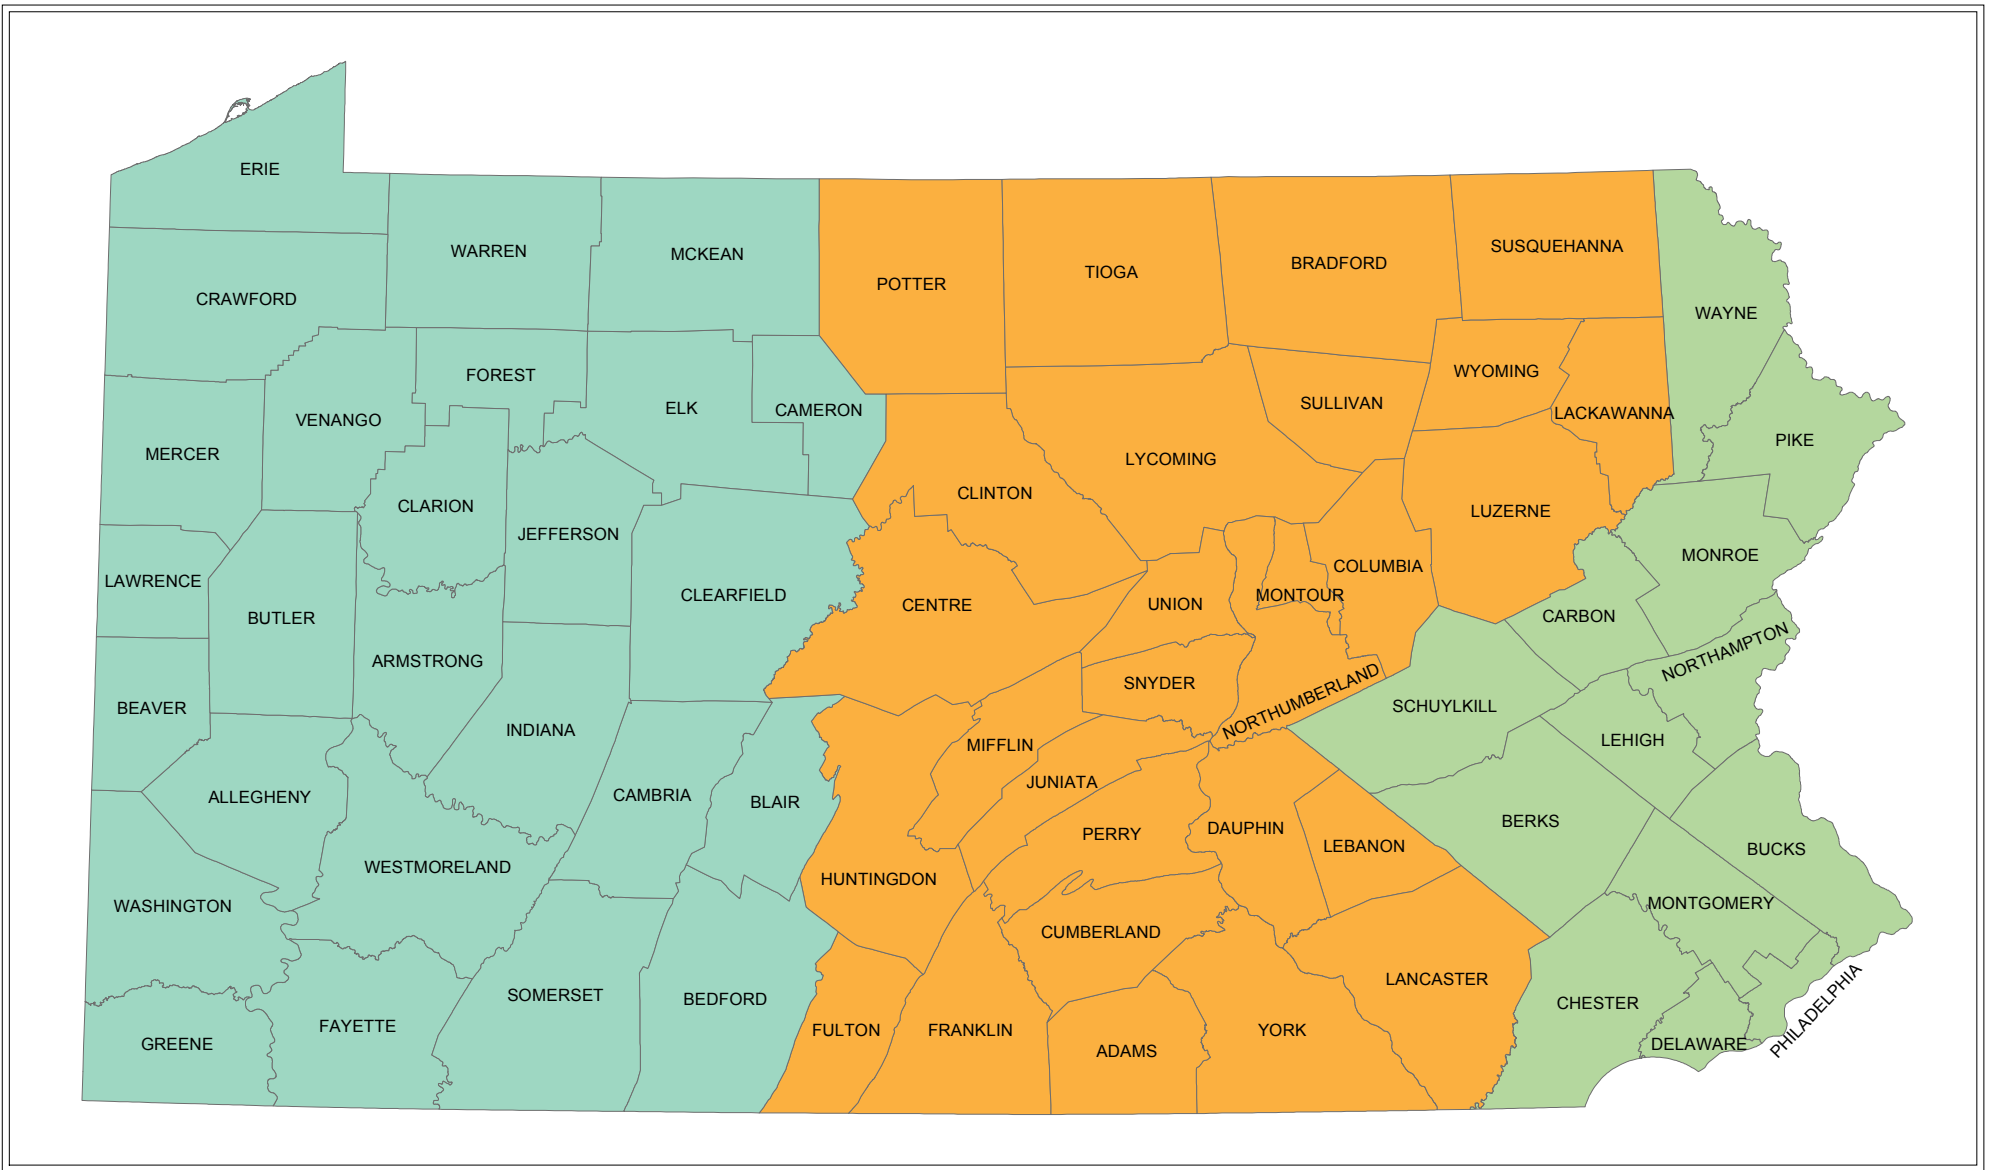 ERIE
WARREN
MCKEAN
POTTER
TIOGA
BRADFORD
SUSQUEHANNA
WAYNE
CRAWFORD
FOREST
ELK
CAMERON
SULLIVAN
WYOMING
LACKAWANNA
PIKE
MERCER
VENANGO
CLARION
JEFFERSON
CLINTON
LYCOMING
LUZERNE
MONROE
LAWRENCE
BUTLER
CLEARFIELD
CENTRE
UNION
MONTOUR
COLUMBIA
CARBON
NORTHAMPTON
BEAVER
ARMSTRONG
INDIANA
SNYDER
NORTHUMBERLAND
SCHUYLKILL
LEHIGH
ALLEGHENY
CAMBRIA
BLAIR
MIFFLIN
JUNIATA
PERRY
DAUPHIN
LEBANON
BERKS
BUCKS
WASHINGTON
WESTMORELAND
HUNTINGDON
CUMBERLAND
LANCASTER
MONTGOMERY
GREENE
FAYETTE
SOMERSET
BEDFORD
FULTON
FRANKLIN
ADAMS
YORK
CHESTER
DELAWARE
PHILADELPHIA